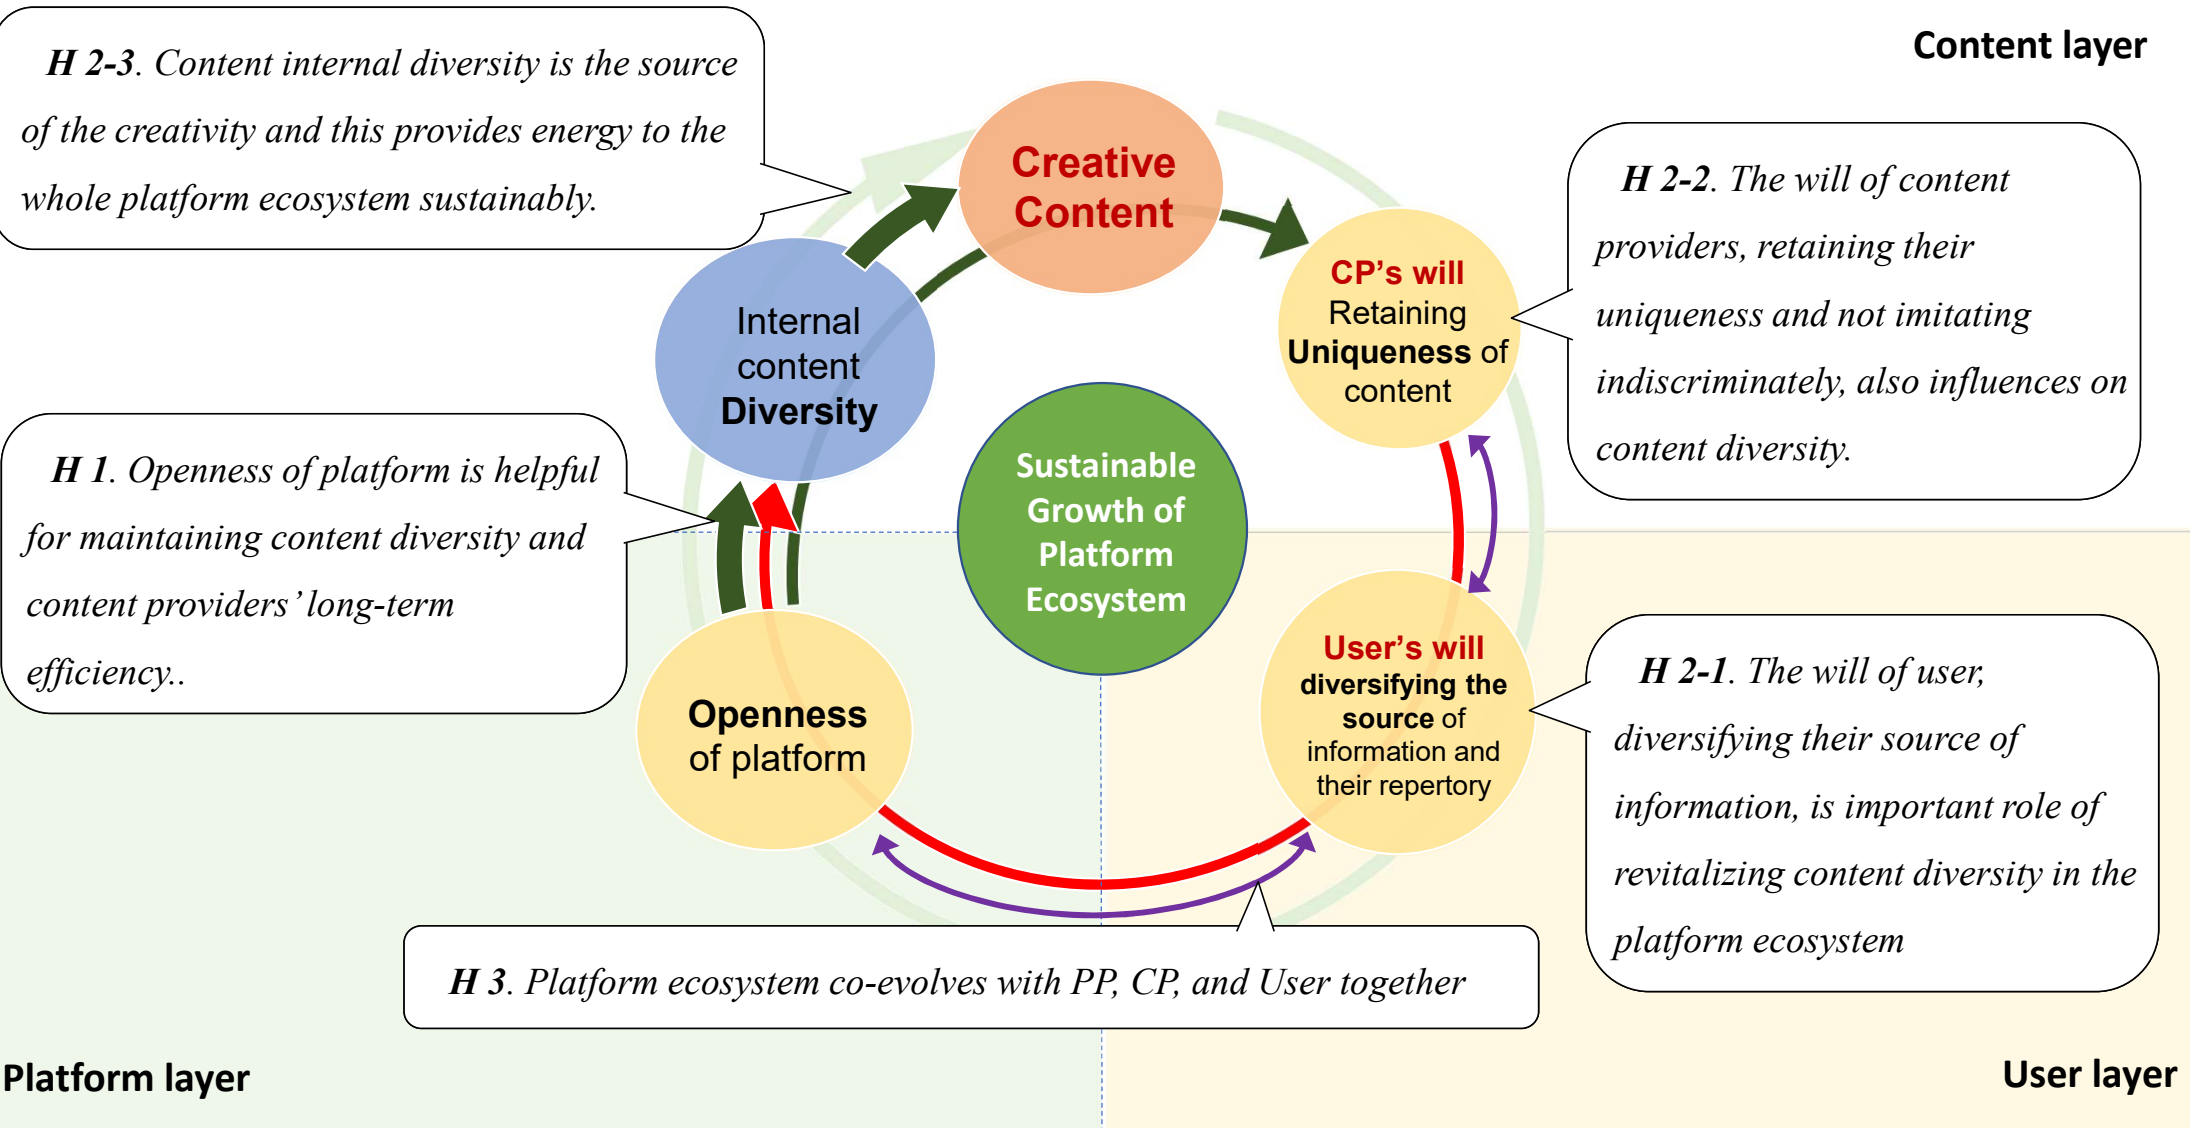 Content layer
H 2-3. Content internal diversity is the source
of the creativity and this provides energy to the
whole platform ecosystem sustainably.
Creative
Content
H 2-2. The will of content
providers, retaining their
uniqueness and not imitating
indiscriminately, also influences on
content diversity.
CP's will
Retaining
Uniqueness of
content
Internal
content
Diversity
H 1. Openness of platform is helpful
for maintaining content diversity and
content providers' long-term
efficiency..
Sustainable
Growth of
Platform
Ecosystem
Openness
of platform
User's will
diversifying the
source of
information and
their repertory
H 2-1. The will of user,
diversifying their source of
information, is important role of
revitalizing content diversity in the
platform ecosystem
H 3. Platform ecosystem co-evolves with PP, CP, and User together
Platform layer
User layer